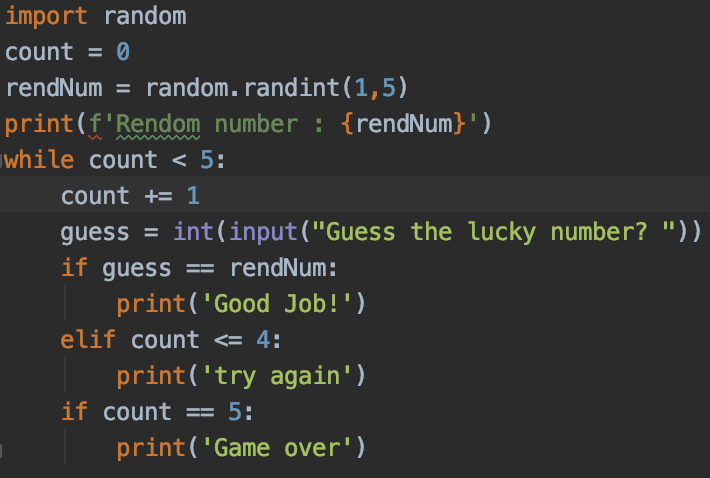 import random
count = 0
rendNum = random.randint(1,5)
print(f'Rendom number : {rendNum}')
while count < 5:
    count += 1
    guess = int(input("Guess the lucky number? "))
    if guess == rendNum:
        print('Good Job!')
    elif count <= 4:
        print('try again')
    if count == 5:
        print('Game over')